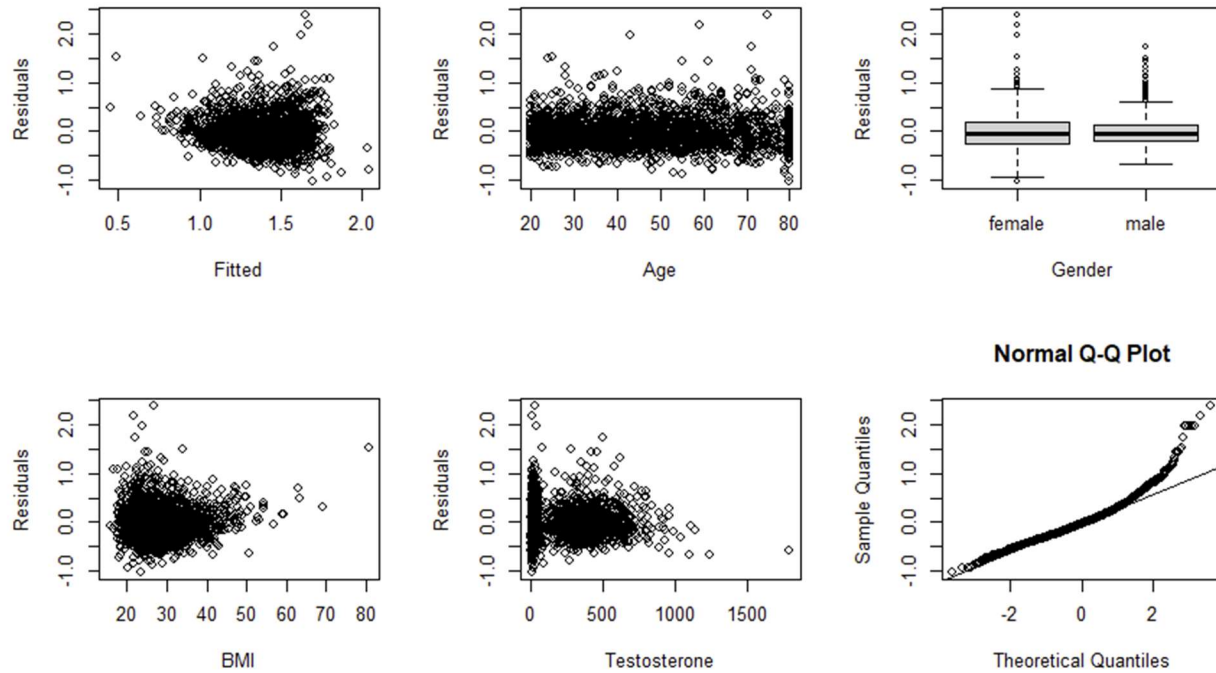 Residuals
-1.0 0.0 1.0 2.0
0.5 1.0 1.5 2.0
Fitted
Residuals
-1.0 0.0 1.0 2.0
20 30 40 50 60 70 80
Age
Residuals
-1.0 0.0 1.0 2.0
female male
Gender
Residuals
-1.0 0.0 1.0 2.0
20 30 40 50 60 70 80
BMI
Residuals
-1.0 0.0 1.0 2.0
0 500 1000 1500
Testosterone
Normal Q-Q Plot
Sample Quantiles
-1.0 0.0 1.0 2.0
-2 0 2
Theoretical Quantiles